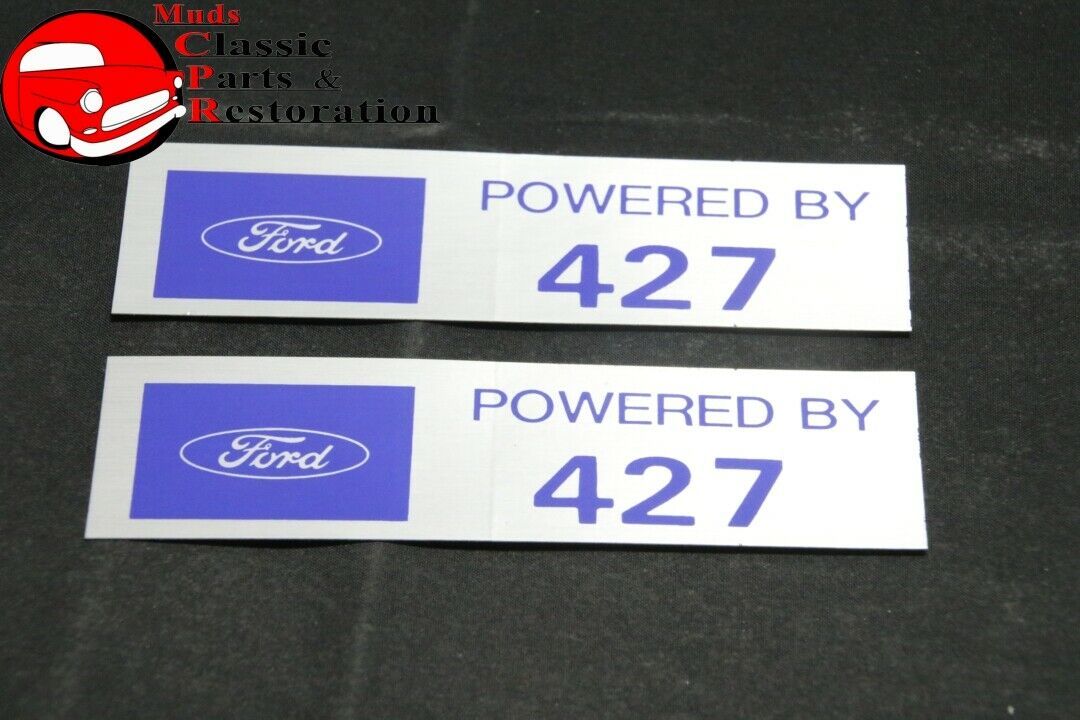 Muds
Classic
Parts &
Restoration
Ford
POWERED BY
427
Ford
POWERED BY
427